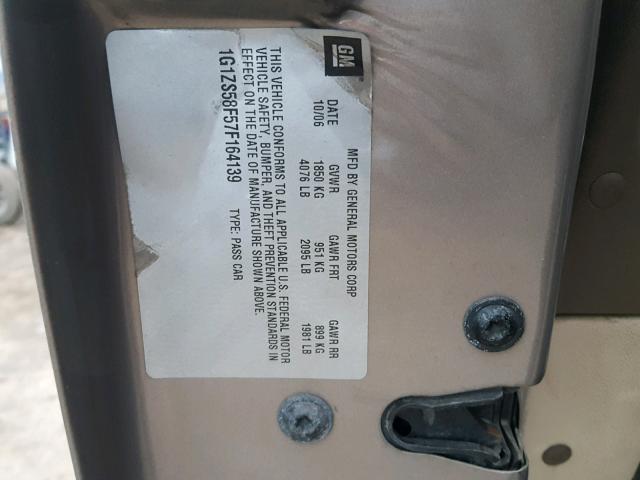 GM
MFD BY GENERAL MOTORS CORP
DATE GVWR GAWR FRT GAWR RR
10/06 1850 KG 951 KG 899 KG
4076 LB 2095 LB 1981 LB
THIS VEHICLE CONFORMS TO ALL APPLICABLE U.S. FEDERAL MOTOR
VEHICLE SAFETY, BUMPER, AND THEFT PREVENTION STANDARDS IN
EFFECT ON THE DATE OF MANUFACTURE SHOWN ABOVE.
1G1ZS58F57F164139 TYPE: PASS CAR